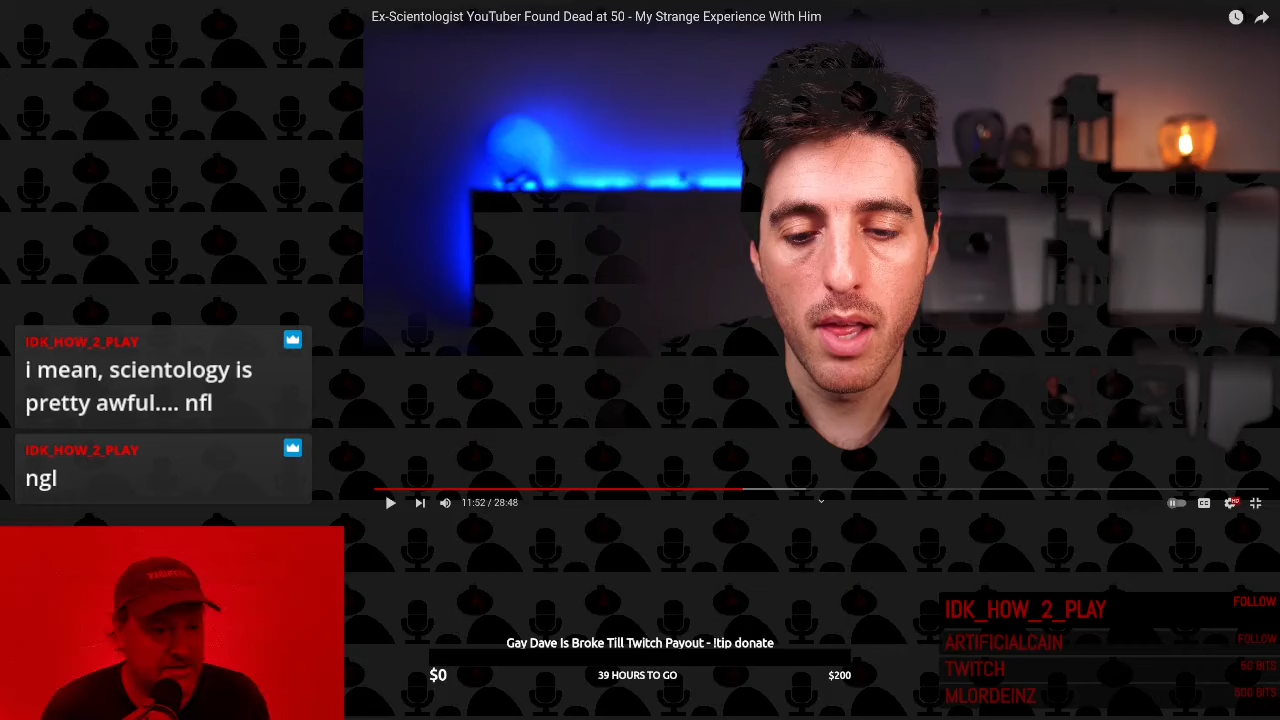 Ex-Scientologist YouTuber Found Dead at 50 - My Strange Experience With Him
IDK_HOW_2_PLAY
i mean, scientology is
pretty awful.... nfl
IDK_HOW_2_PLAY
ngl
11:52 / 28:48
HD
Gay Dave Is Broke Till Twitch Payout - !tip donate
$0
39 HOURS TO GO
$200
IDK_HOW_2_PLAY FOLLOW
ARTIFICIALCAIN FOLLOW
TWITCH 50 BITS
MLORDEINZ 500 BITS